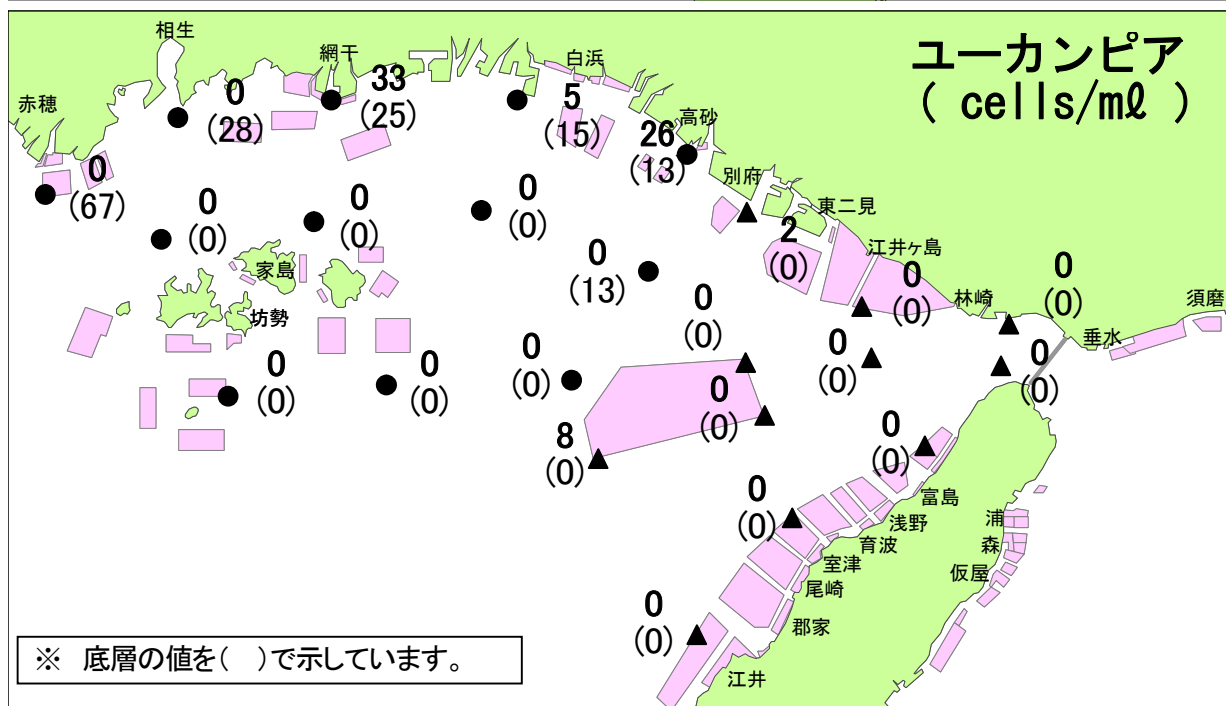 ユーカンピア
( cells/mℓ )
相生
網干
白浜
赤穂
高砂
別府
東二見
江井ヶ島
林崎
須磨
垂水
家島
坊勢
0
(28)
33
(25)
5
(15)
26
(13)
0
(67)
0
(0)
0
(0)
0
(0)
2
(0)
0
(13)
0
(0)
0
(0)
0
(0)
0
(0)
0
(0)
0
(0)
0
(0)
0
(0)
0
(0)
8
(0)
0
(0)
0
(0)
0
(0)
富島
浅野
育波
室津
尾崎
郡家
江井
浦
森
仮屋
※ 底層の値を( )で示しています。